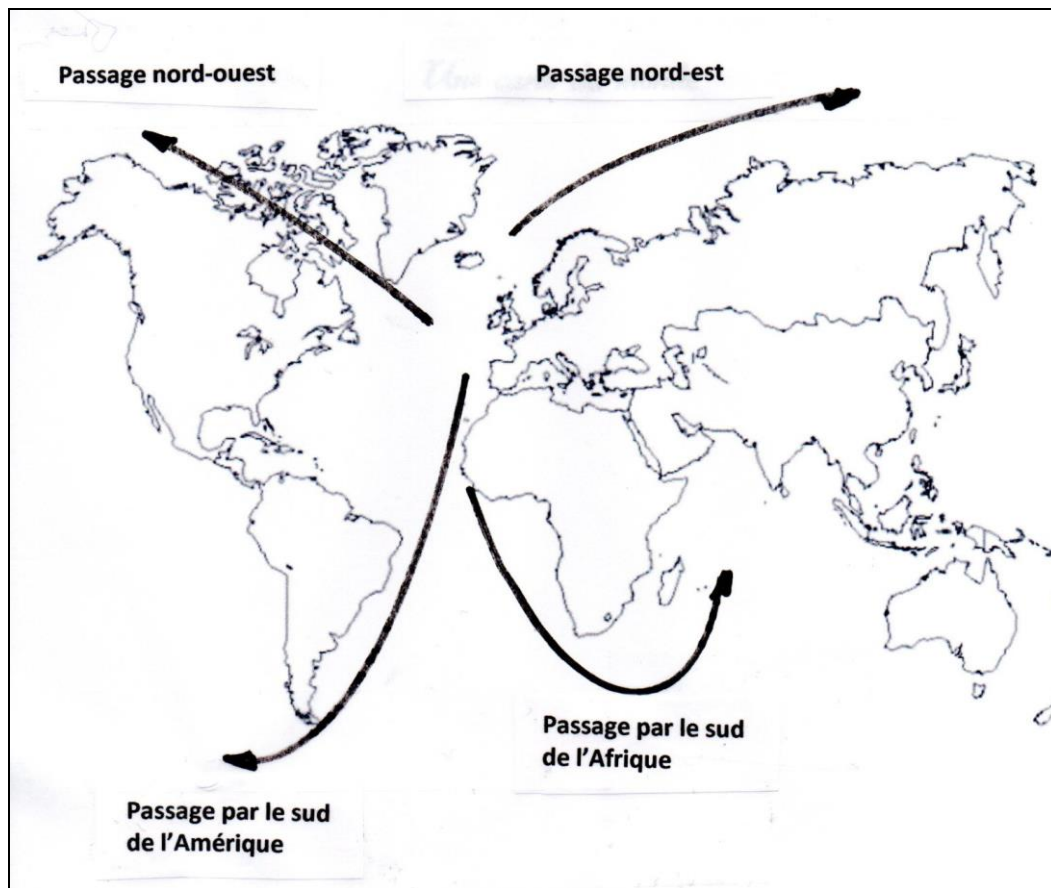 Passage nord-ouest
Passage nord-est
Passage par le sud
de l'Afrique
Passage par le sud
de l'Amérique